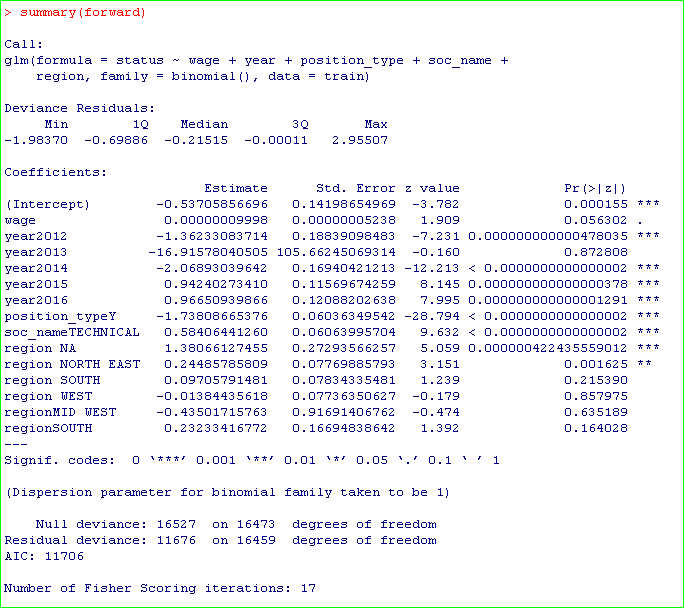 > summary(forward)
Call:
glm(formula = status ~ wage + year + position_type + soc_name +
    region, family = binomial(), data = train)
Deviance Residuals:
     Min        1Q    Median        3Q       Max
-1.98370  -0.69886  -0.21515  -0.00011   2.95507
Coefficients:
                         Estimate      Std. Error z value             Pr(>|z|)
(Intercept)        -0.53705856696   0.14198654969  -3.782             0.000155 ***
wage                0.00000009998   0.00000005238   1.909             0.056302 .
year2012           -1.36233083714   0.18839098483  -7.231 0.000000000000478035 ***
year2013          -16.91578040505 105.66245069314  -0.160             0.872808
year2014           -2.06893039642   0.16940421213 -12.213 < 0.0000000000000002 ***
year2015            0.94240273410   0.11569674259   8.145 0.000000000000000378 ***
year2016            0.96650939866   0.12088202638   7.995 0.000000000000001291 ***
position_typeY     -1.73808665376   0.06036349542 -28.794 < 0.0000000000000002 ***
soc_nameTECHNICAL   0.58406441260   0.06063995704   9.632 < 0.0000000000000002 ***
region NA           1.38066127455   0.27293566257   5.059 0.000000422435559012 ***
region NORTH EAST   0.24485785809   0.07769885793   3.151             0.001625 **
region SOUTH        0.09705791481   0.07834335481   1.239             0.215390
region WEST        -0.01384435618   0.07736350627  -0.179             0.857975
regionMID WEST     -0.43501715763   0.91691406762  -0.474             0.635189
regionSOUTH         0.23233416772   0.16694838642   1.392             0.164028
---
Signif. codes:  0 ‘***’ 0.001 ‘**’ 0.01 ‘*’ 0.05 ‘.’ 0.1 ‘ ’ 1
(Dispersion parameter for binomial family taken to be 1)
    Null deviance: 16527  on 16473  degrees of freedom
Residual deviance: 11676  on 16459  degrees of freedom
AIC: 11706
Number of Fisher Scoring iterations: 17